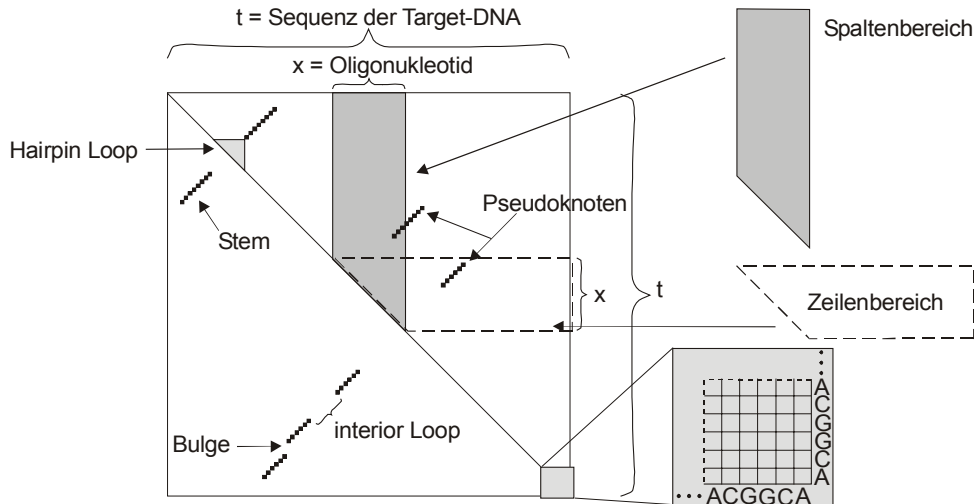 t = Sequenz der Target-DNA
Spaltenbereich
x = Oligonukleotid
Hairpin Loop
Pseudoknoten
Stem
x
t
Zeilenbereich
Bulge
interior Loop
A
C
G
G
C
A
ACGGCA